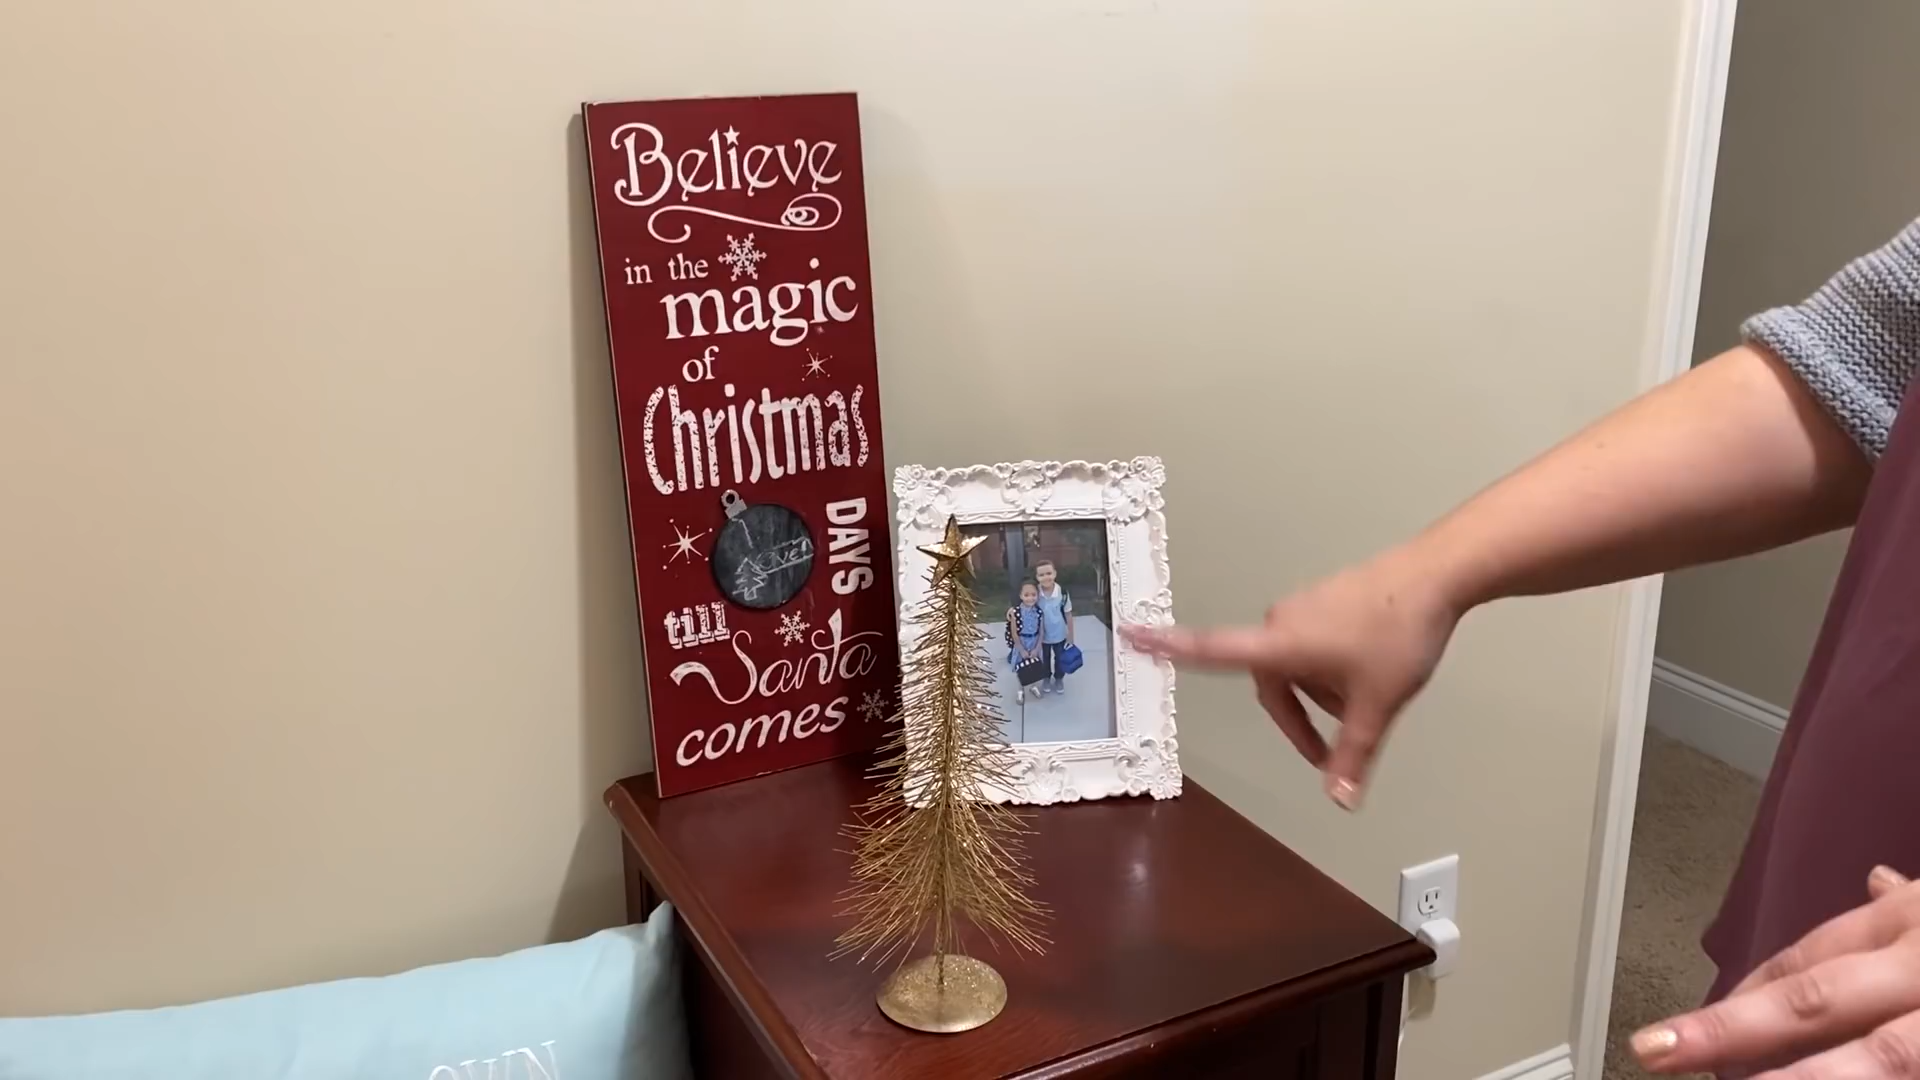 Believe
in the
magic
of
Christmas
DAYS
till
Santa
comes